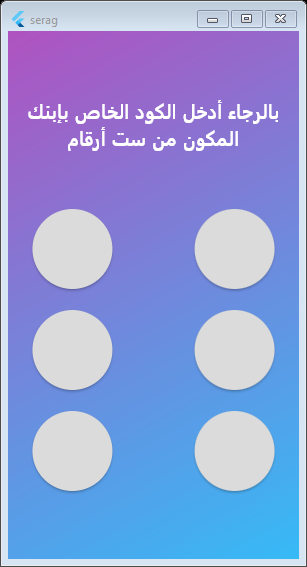 serag
بالرجاء أدخل الكود الخاص بإبنك
المكون من ست أرقام